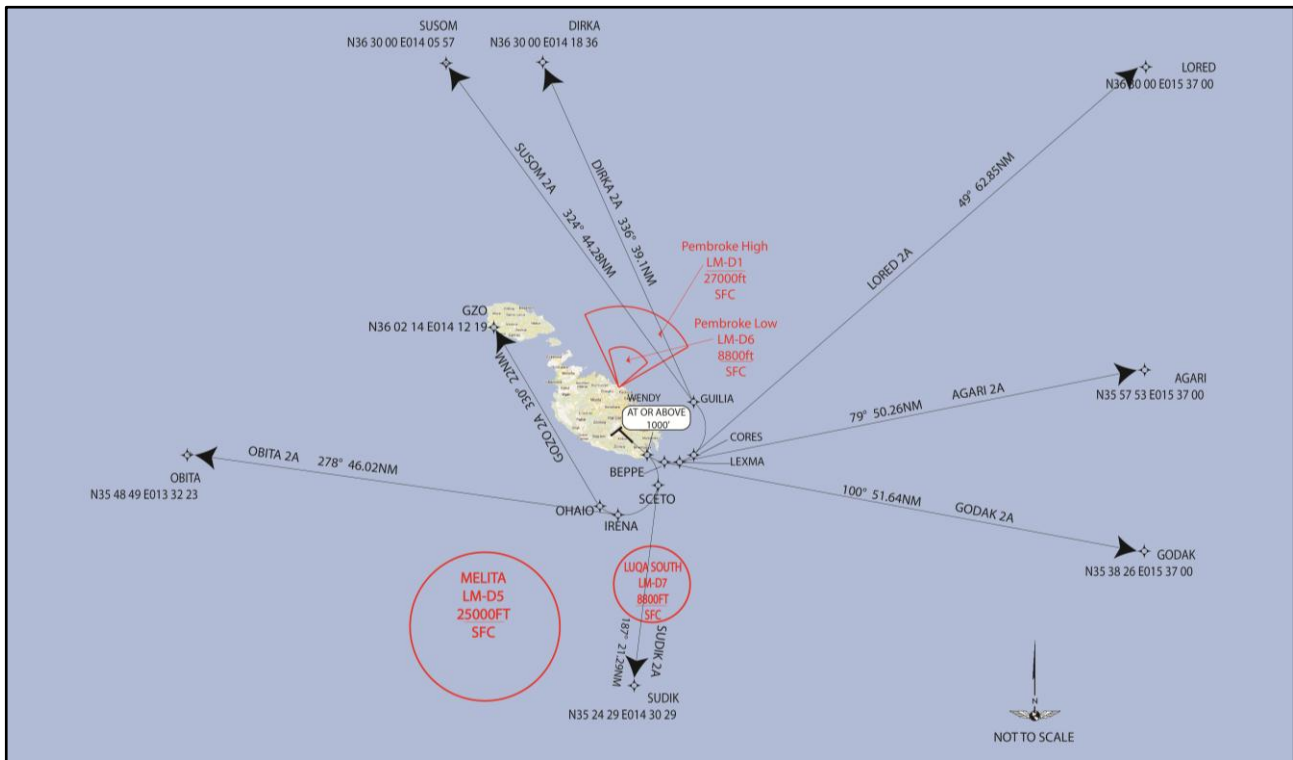 SUSOM
N36 30 00 E014 05 57
DIRKA
N36 30 00 E014 18 36
LORED
N36 30 00 E015 37 00
SUSOM 2A 324° 44.28NM
DIRKA 2A 336° 39.1NM
LORED 2A 49° 62.85NM
Pembroke High
LM-D1
27000ft
SFC
Pembroke Low
LM-D6
8800ft
SFC
GZO
N36 02 14 E014 12 19
GOZO 2A 330° 22NM
WENDY
AT OR ABOVE
1000'
GUILIA
AGARI
N35 57 53 E015 37 00
79° 50.26NM AGARI 2A
CORES
LEXMA
BEPPE
SCETO
OBITA 2A 278° 46.02NM
OBITA
N35 48 49 E013 32 23
OHAIO
IRENA
100° 51.64NM GODAK 2A
GODAK
N35 38 26 E015 37 00
MELITA
LM-D5
25000FT
SFC
LUQA SOUTH
LM-D7
8800FT
SFC
187° 21.29NM
SUDIK 2A
SUDIK
N35 24 29 E014 30 29
N
NOT TO SCALE